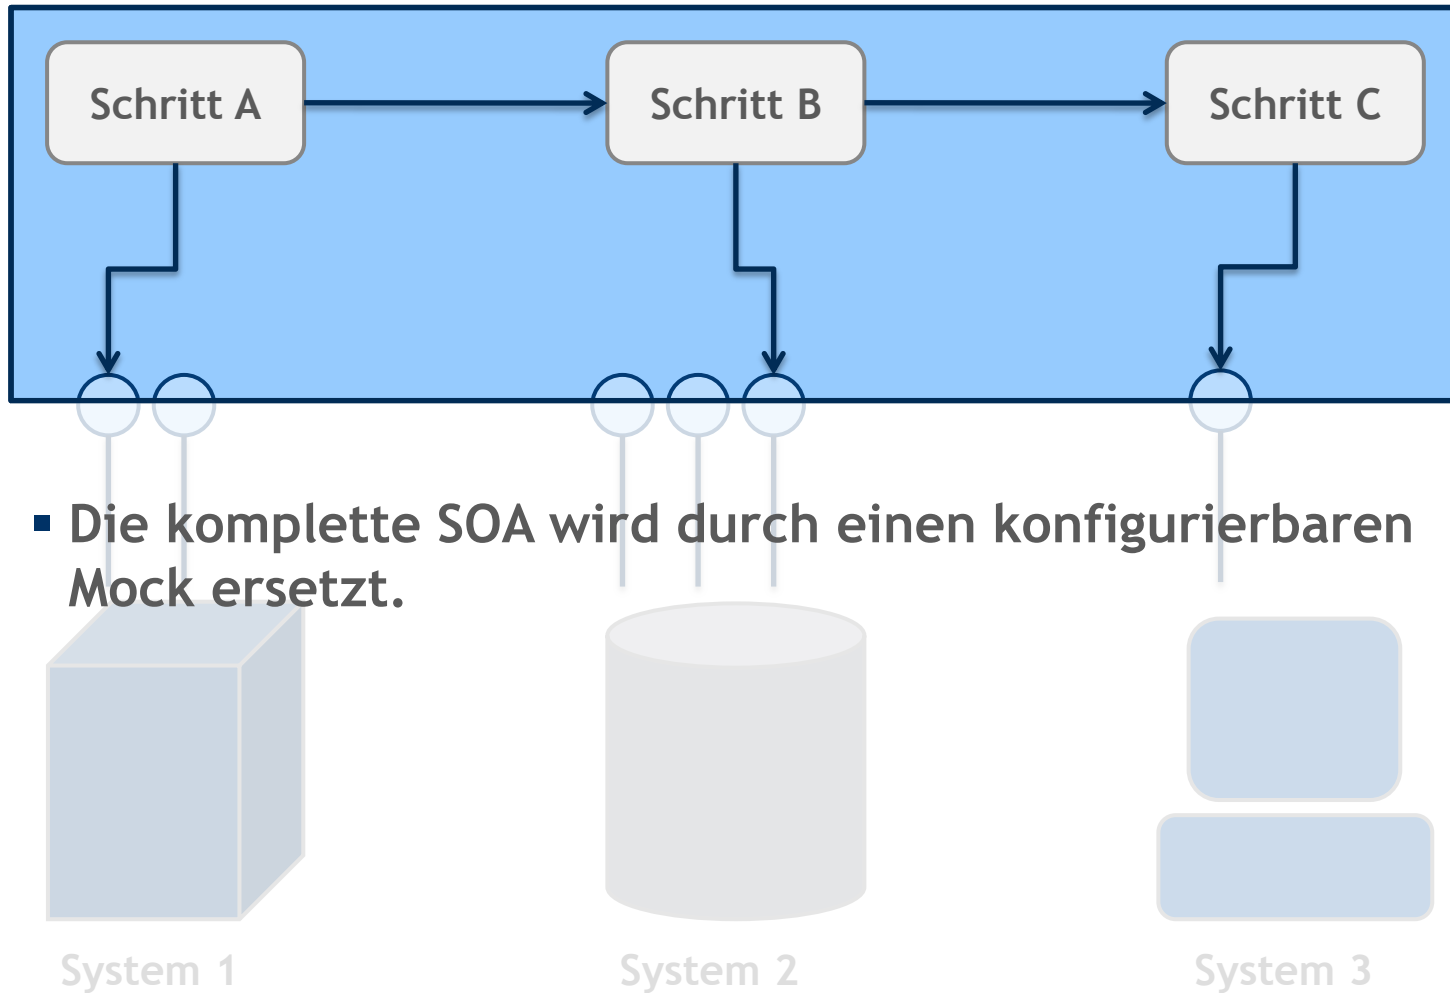 Schritt A
Schritt B
Schritt C
Die komplette SOA wird durch einen konfigurierbaren
Mock ersetzt.
System 1
System 2
System 3